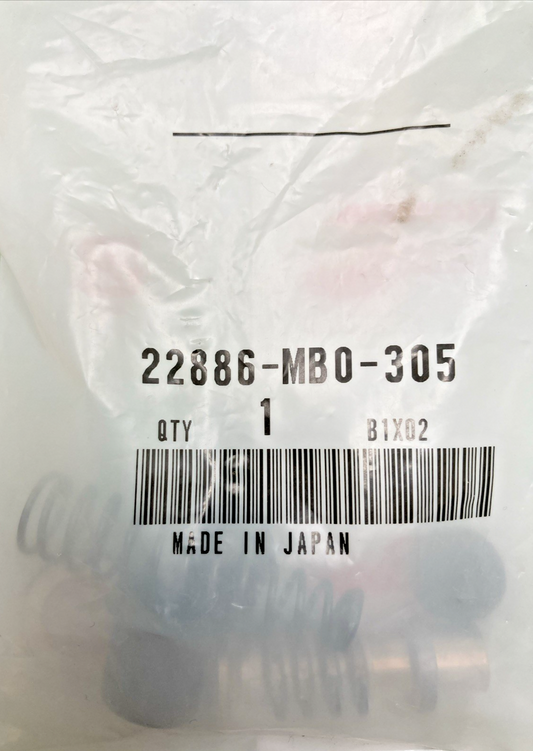 22886-MB0-305
1
QTY B1X02
MADE IN JAPAN